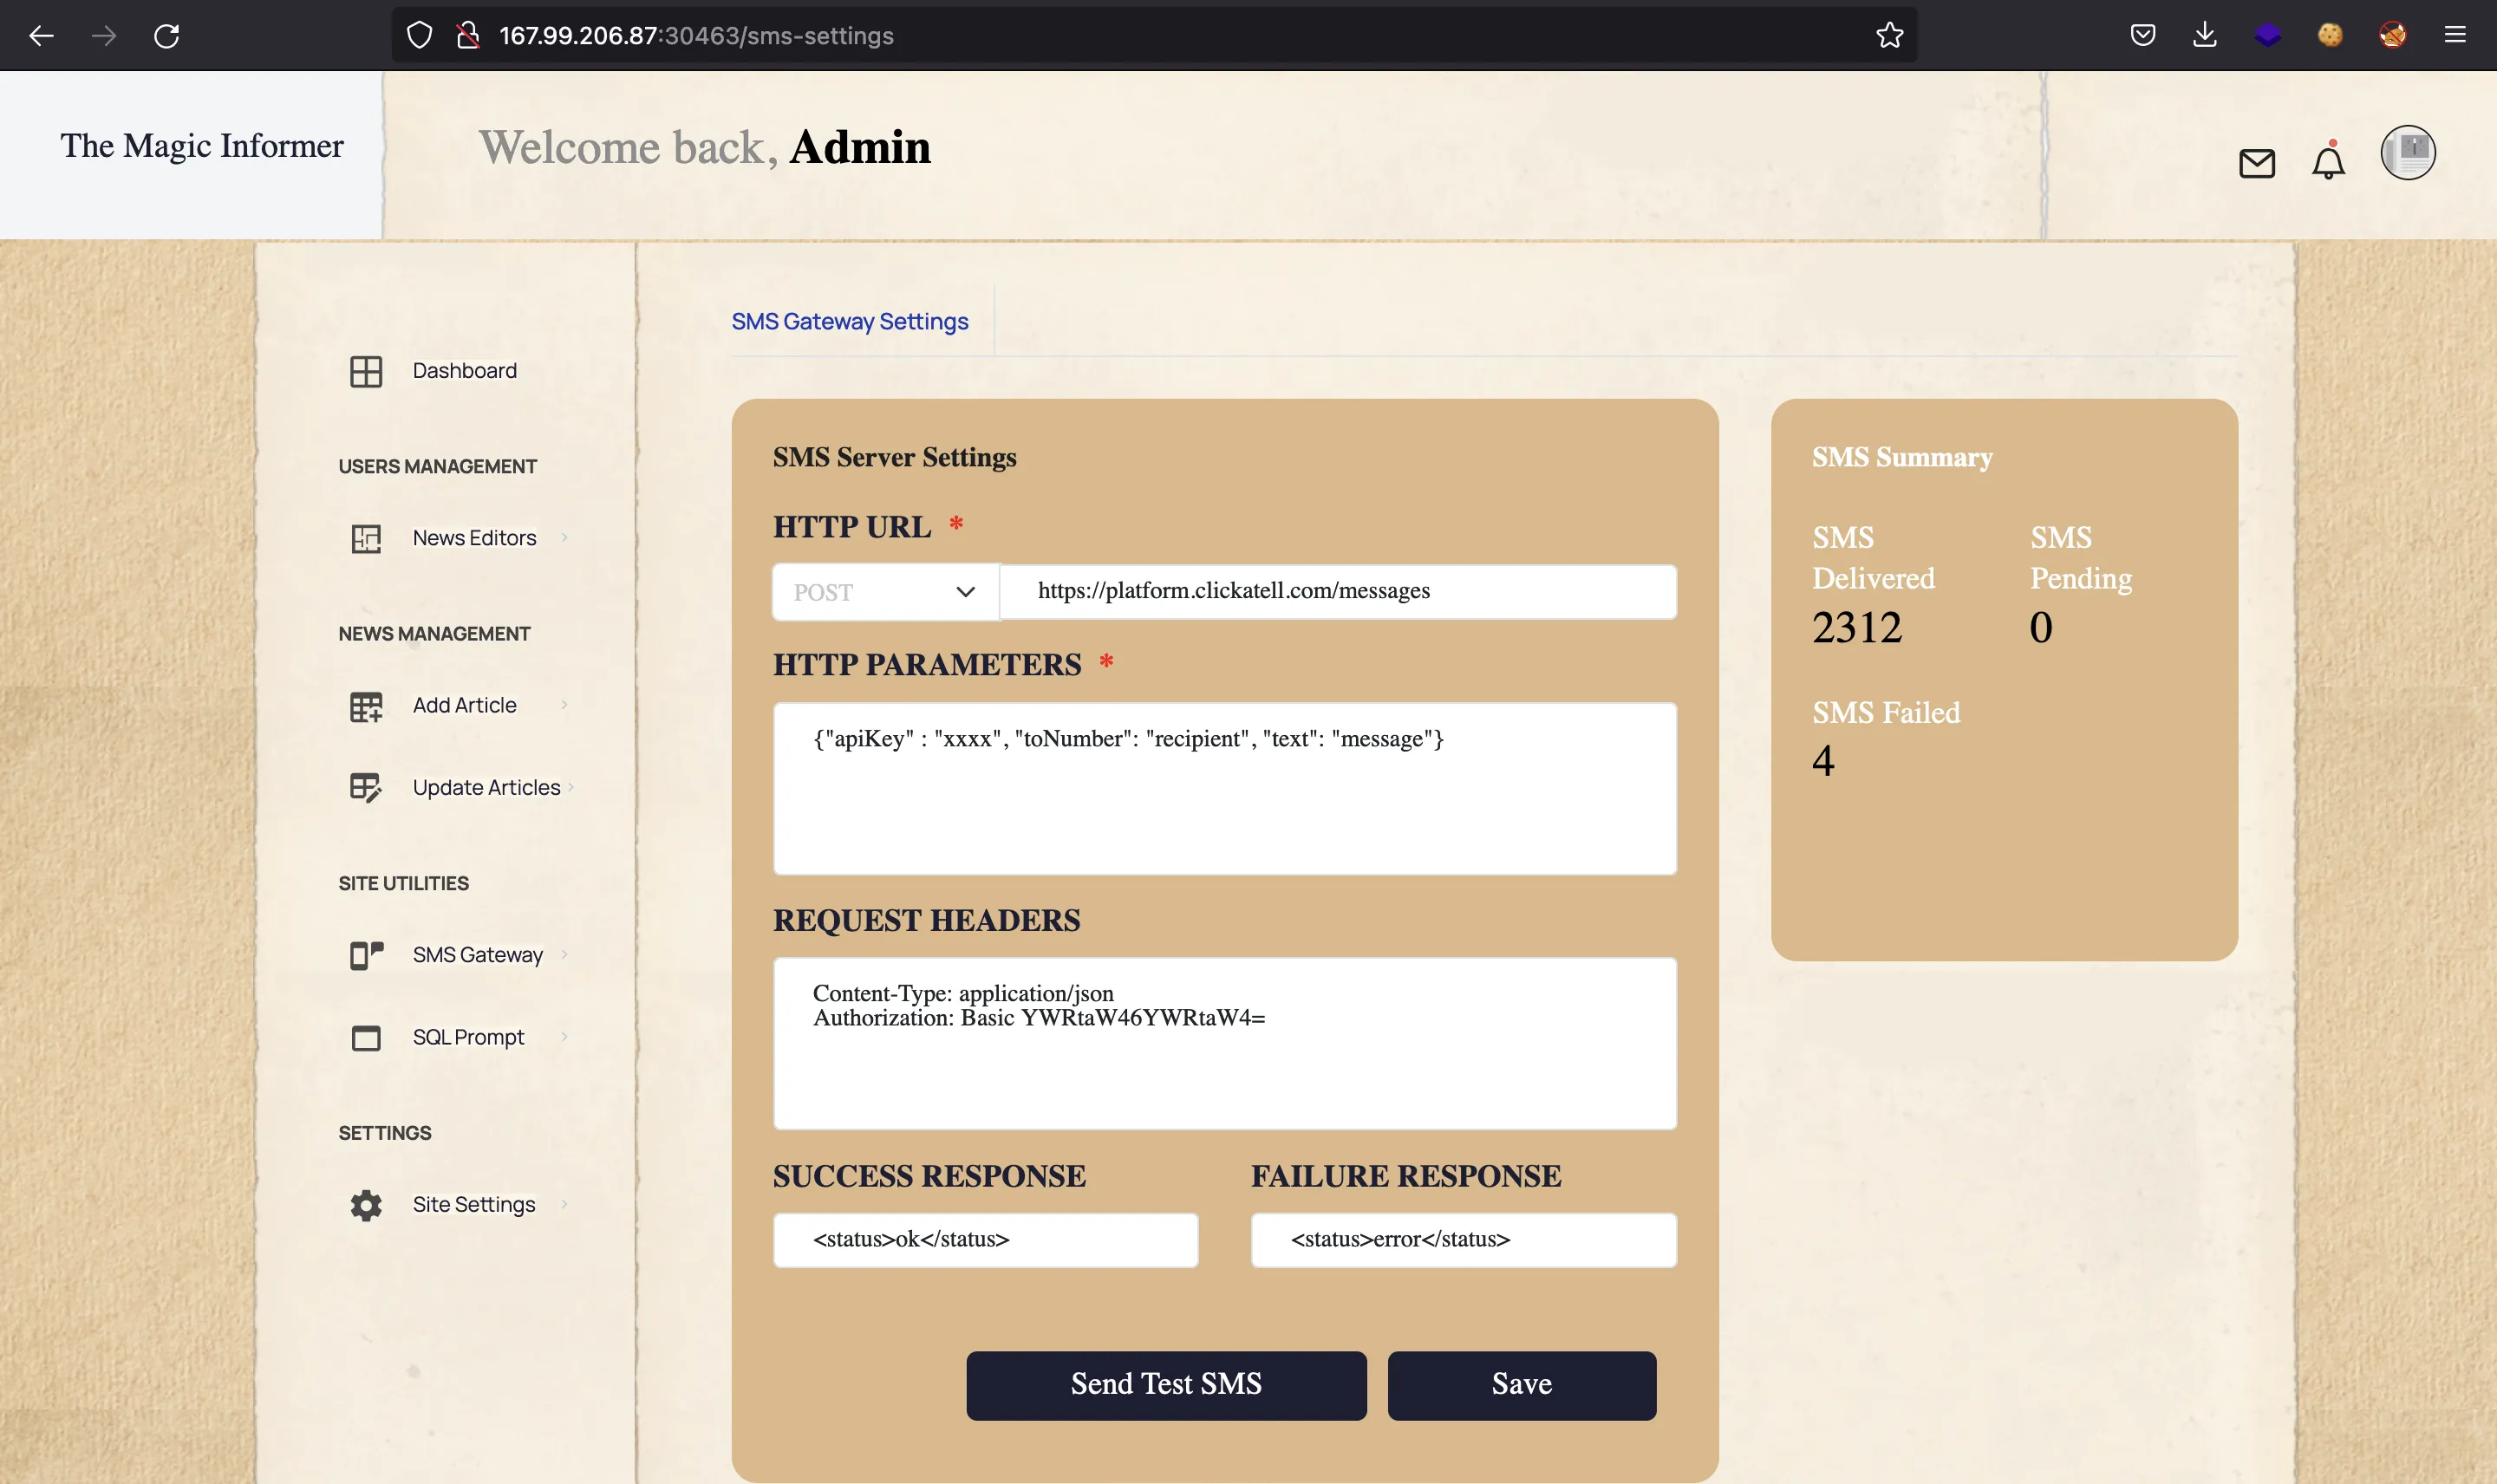 167.99.206.87:30463/sms-settings
The Magic Informer
Welcome back, Admin
Dashboard
USERS MANAGEMENT
News Editors
NEWS MANAGEMENT
Add Article
Update Articles
SITE UTILITIES
SMS Gateway
SQL Prompt
SETTINGS
Site Settings
SMS Gateway Settings
SMS Server Settings
HTTP URL *
POST
https://platform.clickatell.com/messages
HTTP PARAMETERS *
{"apiKey" : "xxxx", "toNumber": "recipient", "text": "message"}
REQUEST HEADERS
Content-Type: application/json
Authorization: Basic YWRtaW46YWRtaW4=
SUCCESS RESPONSE
<status>ok</status>
FAILURE RESPONSE
<status>error</status>
Send Test SMS
Save
SMS Summary
SMS
Delivered
2312
SMS
Pending
0
SMS Failed
4